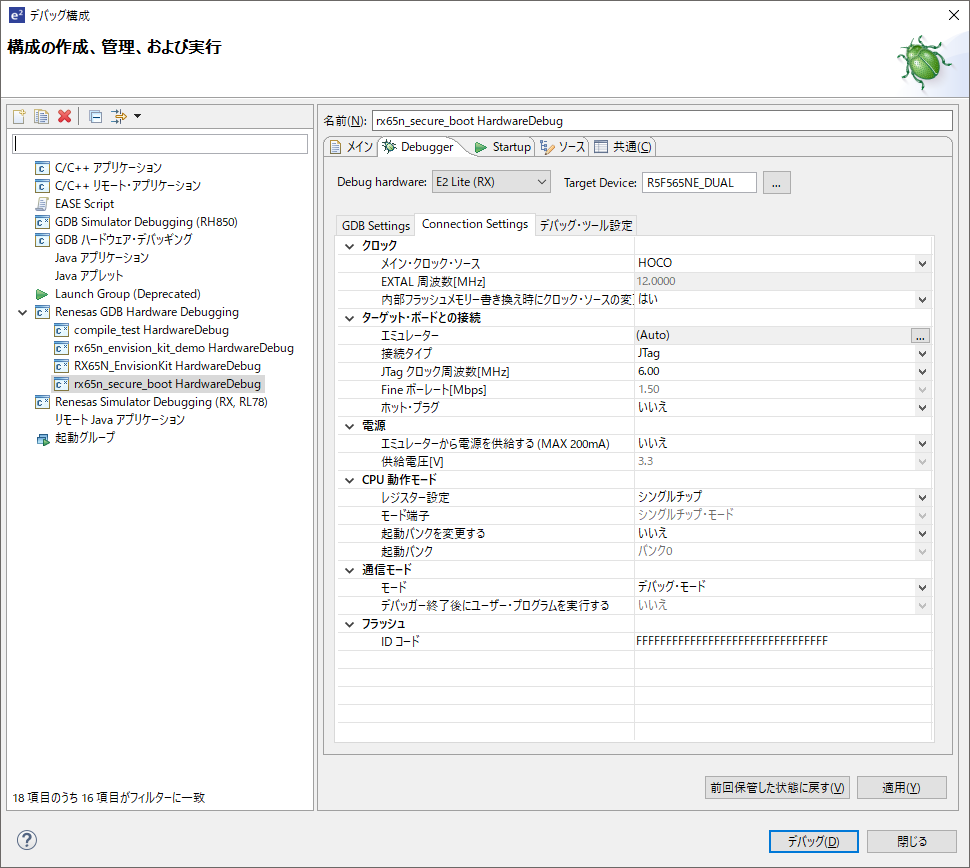 e² デバッグ構成
構成の作成、管理、および実行
C/C++ アプリケーション
C/C++ リモート・アプリケーション
EASE Script
GDB Simulator Debugging (RH850)
GDB ハードウェア・デバッギング
Java アプリケーション
Java アプレット
Launch Group (Deprecated)
Renesas GDB Hardware Debugging
compile_test HardwareDebug
rx65n_envision_kit_demo HardwareDebug
RX65N_EnvisionKit HardwareDebug
rx65n_secure_boot HardwareDebug
Renesas Simulator Debugging (RX, RL78)
リモート Java アプリケーション
起動グループ
18 項目のうち 16 項目がフィルターに一致
名前(N): rx65n_secure_boot HardwareDebug
メイン Debugger Startup ソース 共通(C)
Debug hardware: E2 Lite (RX) Target Device: R5F565NE_DUAL ...
GDB Settings Connection Settings デバッグ・ツール設定
クロック
メイン・クロック・ソース HOCO
EXTAL 周波数[MHz] 12.0000
内部フラッシュメモリー書き換え時にクロック・ソースの変 はい
ターゲット・ボードとの接続
エミュレーター (Auto) ...
接続タイプ JTag
JTag クロック周波数[MHz] 6.00
Fine ボーレート[Mbps] 1.50
ホット・プラグ いいえ
電源
エミュレーターから電源を供給する (MAX 200mA) いいえ
供給電圧[V] 3.3
CPU 動作モード
レジスター設定 シングルチップ
モード端子 シングルチップ・モード
起動バンクを変更する いいえ
起動バンク バンク0
通信モード
モード デバッグ・モード
デバッガー終了後にユーザー・プログラムを実行する いいえ
フラッシュ
ID コード FFFFFFFFFFFFFFFFFFFFFFFFFFFFFFFF
前回保管した状態に戻す(V) 適用(Y)
? デバッグ(D) 閉じる